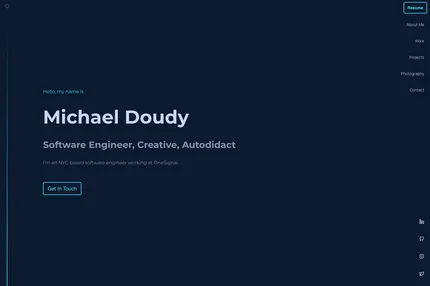 Resume
About Me
Work
Projects
Photography
Contact
Hello, my name is
Michael Doudy
Software Engineer, Creative, Autodidact
I'm an NYC based software engineer working at OneSignal
Get In Touch